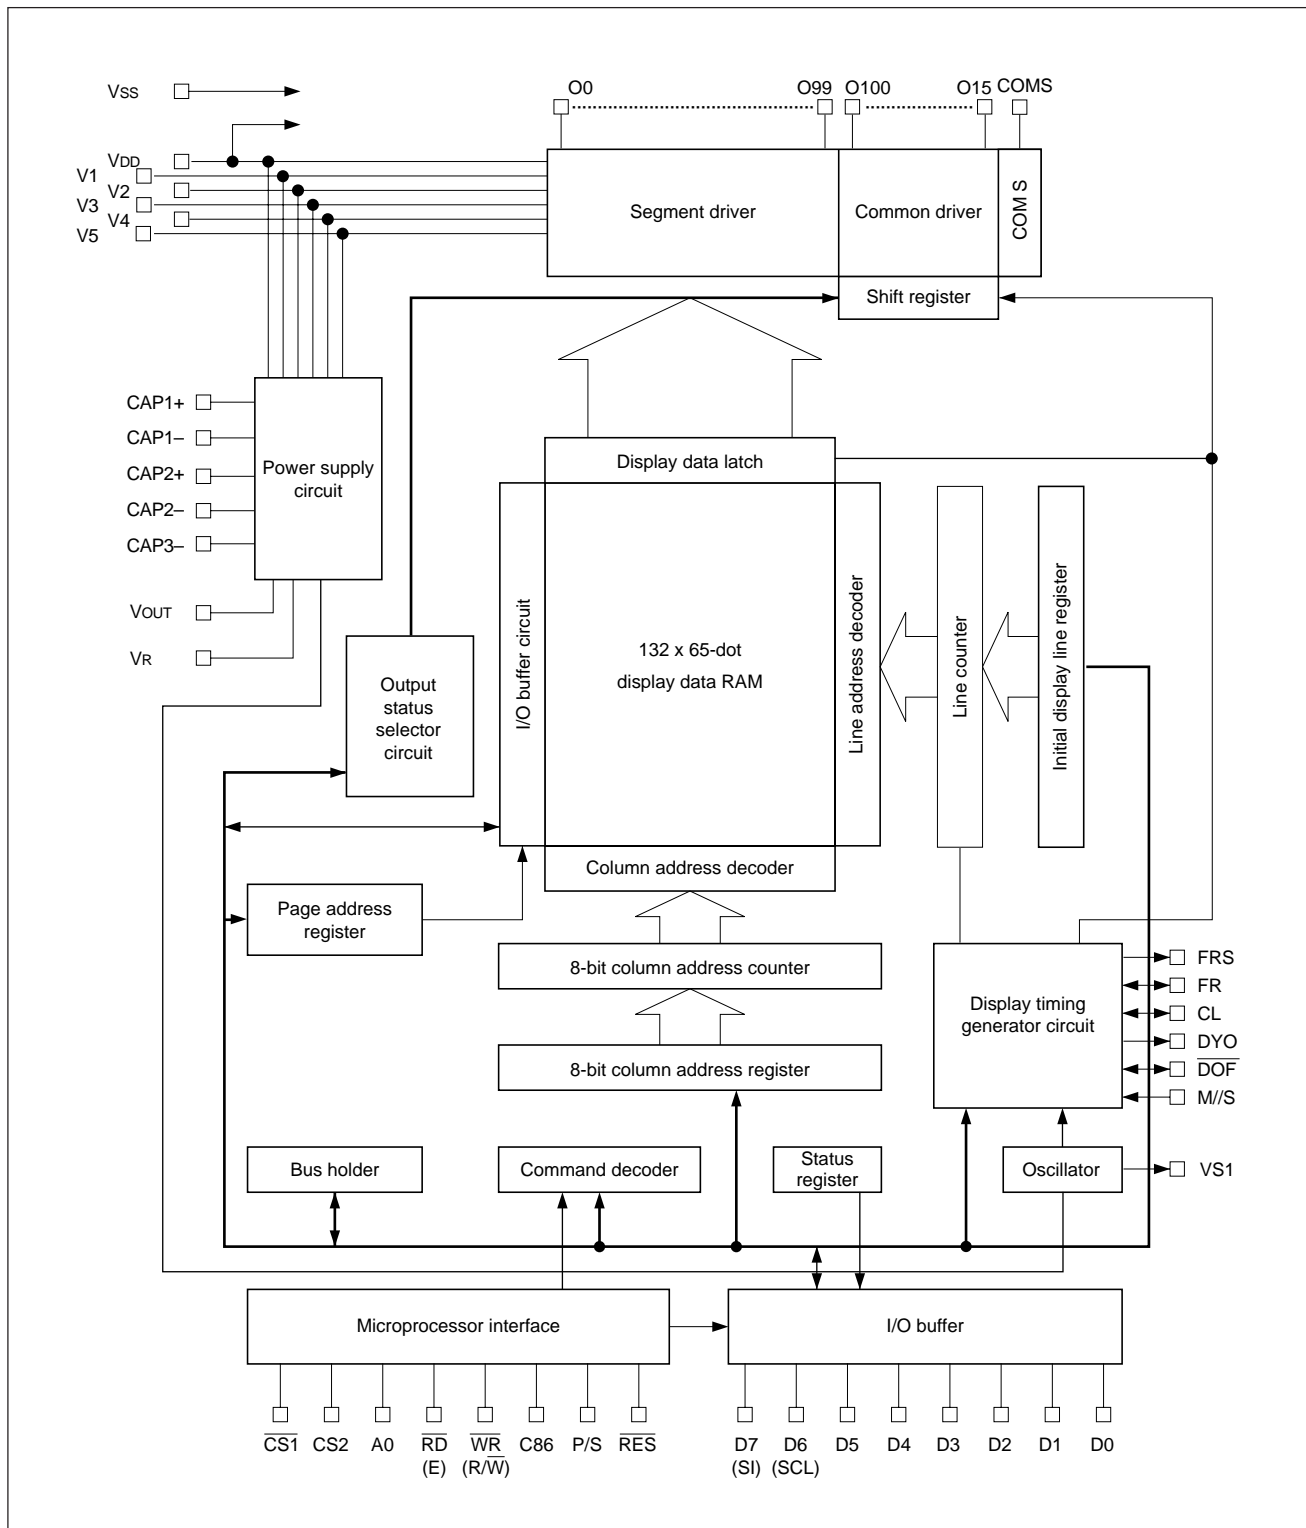 VSS
O0
O99
O100
O15
COMS
VDD
V1
V2
V3
V4
V5
Segment driver
Common driver
COM S
Shift register
CAP1+
CAP1–
CAP2+
CAP2–
CAP3–
Power supply
circuit
VOUT
VR
Display data latch
Output
status
selector
circuit
I/O buffer circuit
132 x 65-dot
display data RAM
Line address decoder
Line counter
Initial display line register
Column address decoder
Page address
register
8-bit column address counter
8-bit column address register
Display timing
generator circuit
FRS
FR
CL
DYO
D̅O̅F̅
M//S
Bus holder
Command decoder
Status
register
Oscillator
VS1
Microprocessor interface
I/O buffer
C̅S̅1̅
CS2
A0
R̅D̅
(E)
W̅R̅
(R/W̅)
C86
P/S
R̅E̅S̅
D7
(SI)
D6
(SCL)
D5
D4
D3
D2
D1
D0